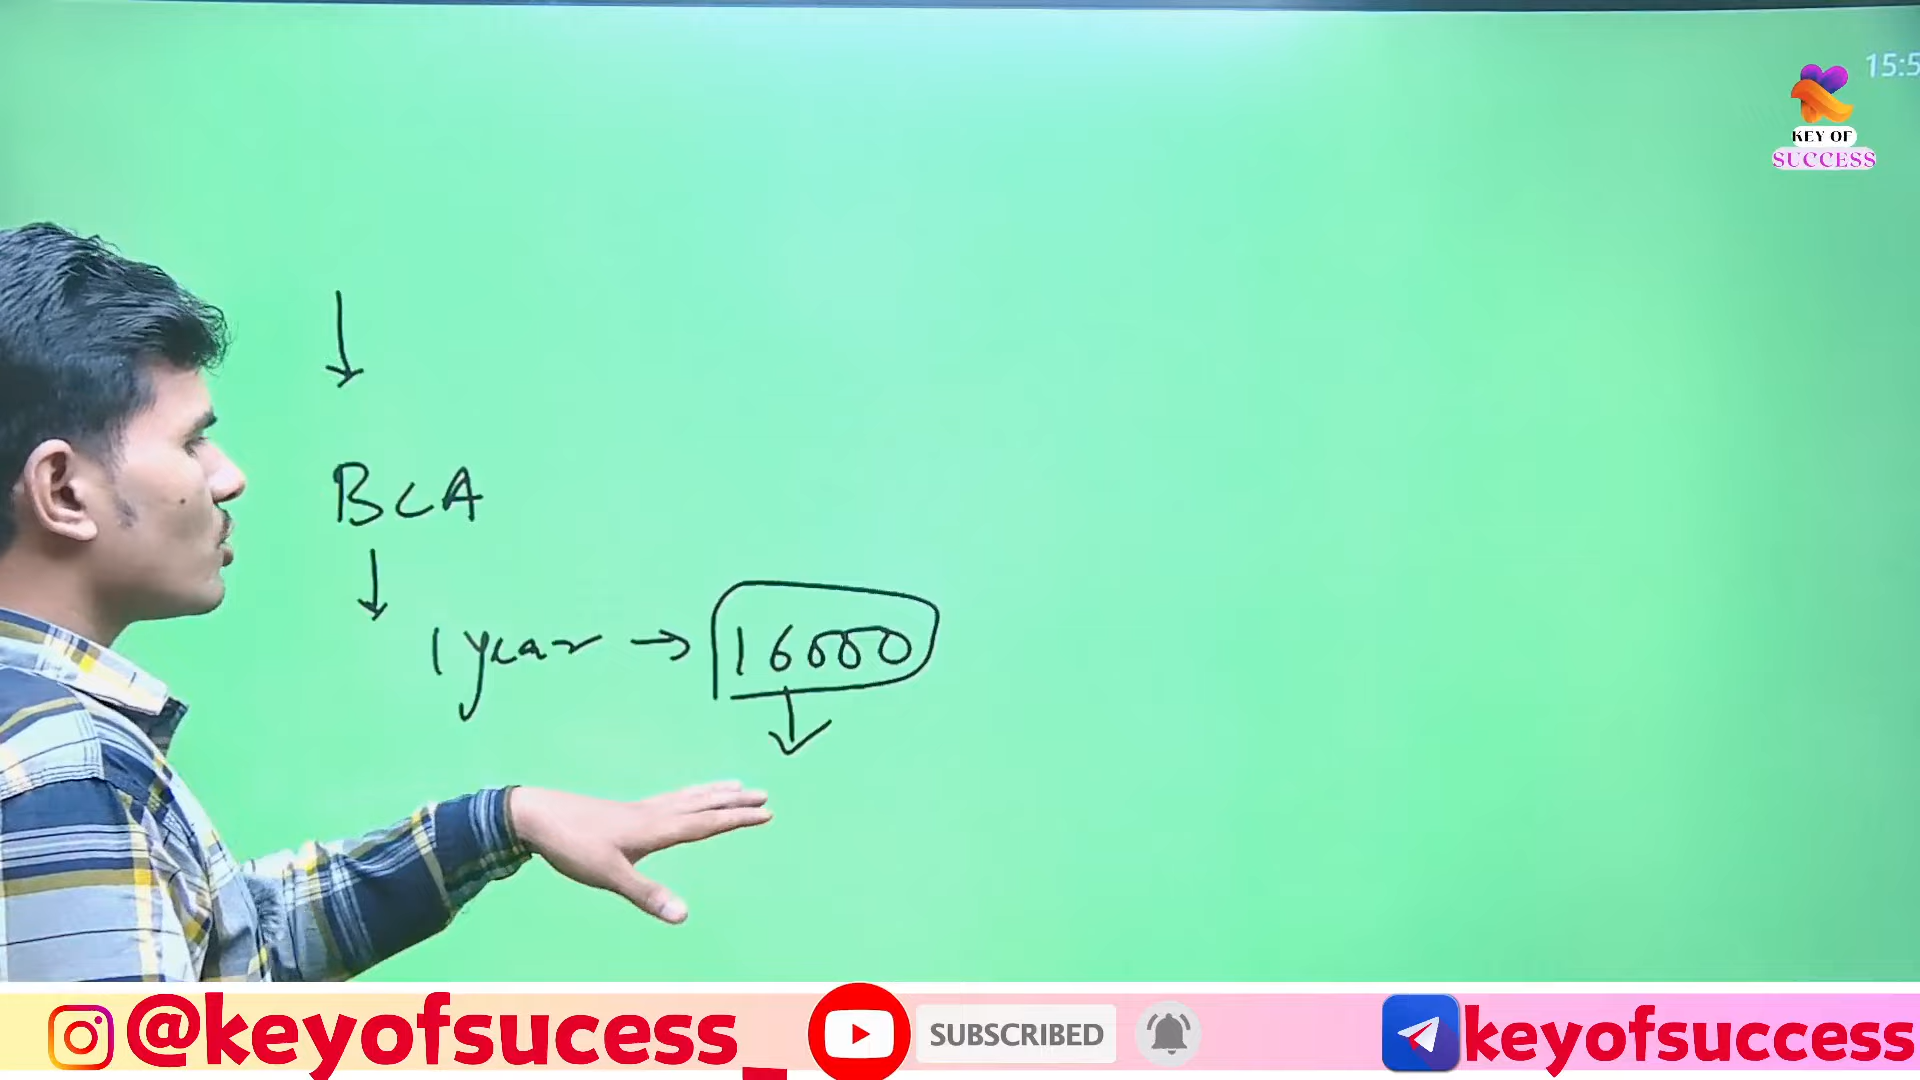 15:5
KEY OF
SUCCESS
BCA
1 year → 16000
@keyofsucess_
SUBSCRIBED
keyofsuccess